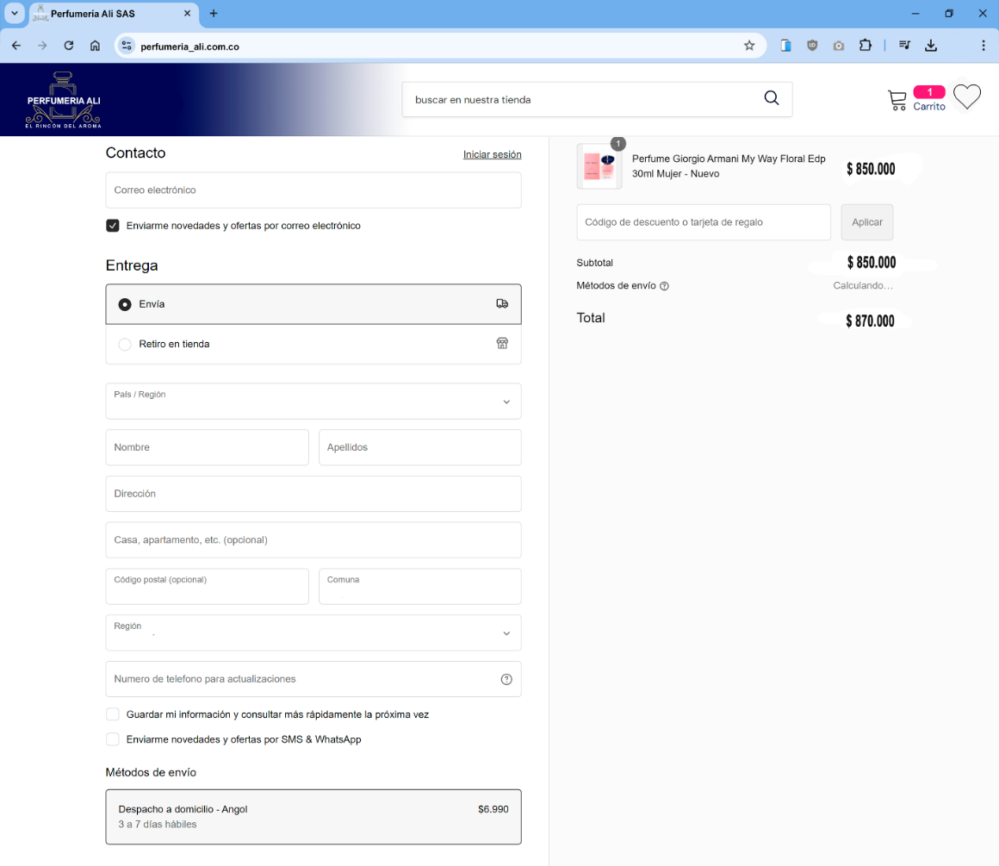 Perfumería Ali SAS
perfumeria_ali.com.co
PERFUMERIA ALI
EL RINCÓN DEL AROMA
buscar en nuestra tienda
1
Carrito
Contacto
Iniciar sesión
Correo electrónico
Enviarme novedades y ofertas por correo electrónico
Entrega
Envía
Retiro en tienda
País / Región
Nombre
Apellidos
Dirección
Casa, apartamento, etc. (opcional)
Código postal (opcional)
Comuna
Región
Numero de telefono para actualizaciones
Guardar mi información y consultar más rápidamente la próxima vez
Enviarme novedades y ofertas por SMS & WhatsApp
Métodos de envío
Despacho a domicilio - Angol
$6.990
3 a 7 días hábiles
1
Perfume Giorgio Armani My Way Floral Edp
30ml Mujer - Nuevo
$ 850.000
Código de descuento o tarjeta de regalo
Aplicar
Subtotal
$ 850.000
Métodos de envío
Calculando...
Total
$ 870.000